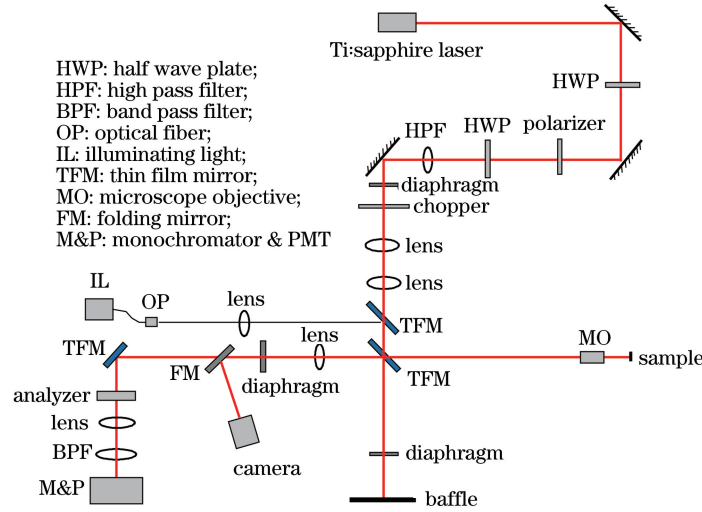 Ti:sapphire laser
HWP: half wave plate;
HPF: high pass filter;
BPF: band pass filter;
OP: optical fiber;
IL: illuminating light;
TFM: thin film mirror;
MO: microscope objective;
FM: folding mirror;
M&P: monochromator & PMT
HWP
HPF
HWP
polarizer
diaphragm
chopper
lens
lens
IL
OP
lens
TFM
TFM
FM
diaphragm
lens
TFM
MO
sample
analyzer
lens
BPF
M&P
camera
diaphragm
baffle